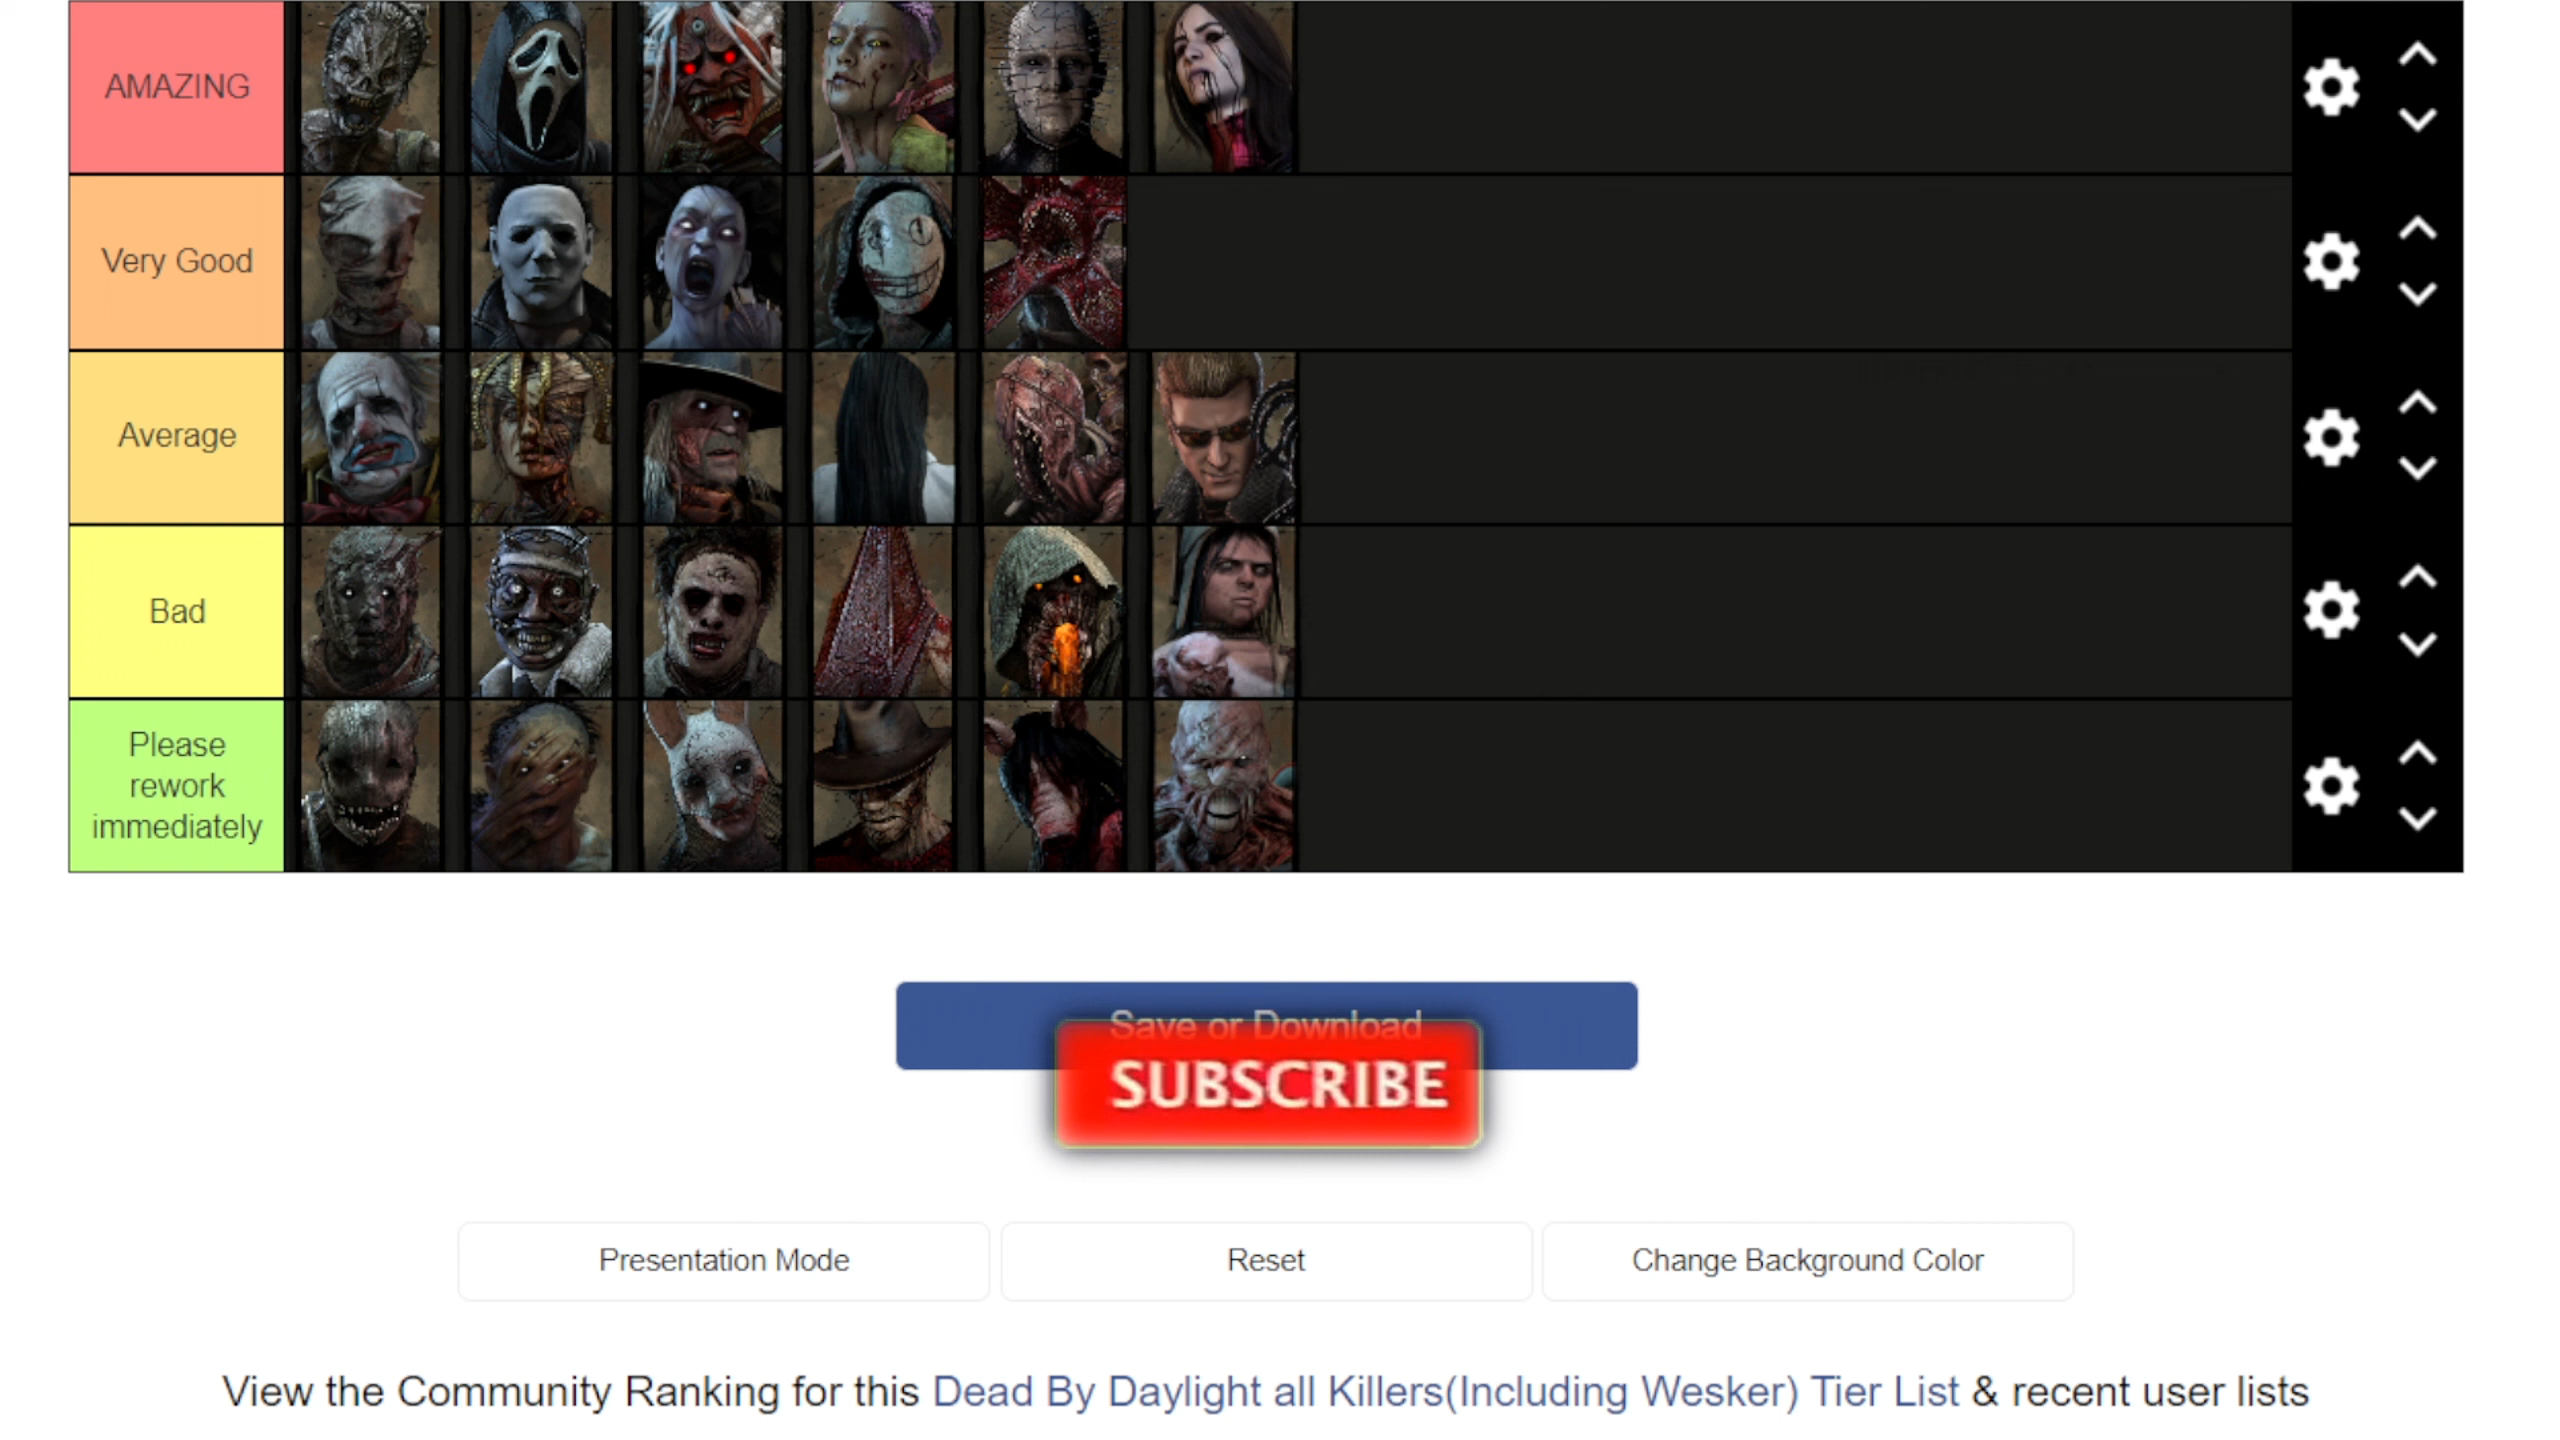 AMAZING
Very Good
Average
Bad
Please
rework
immediately
Save or Download
SUBSCRIBE
Presentation Mode
Reset
Change Background Color
View the Community Ranking for this Dead By Daylight all Killers(Including Wesker) Tier List & recent user lists